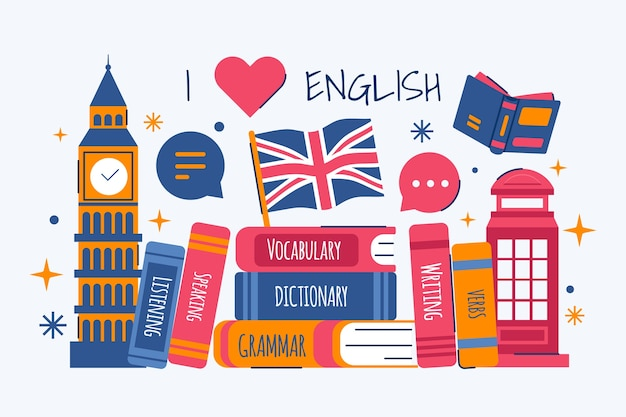 I ENGLISH
VOCABULARY
DICTIONARY
GRAMMAR
LISTENING
SPEAKING
WRITING
VERBS